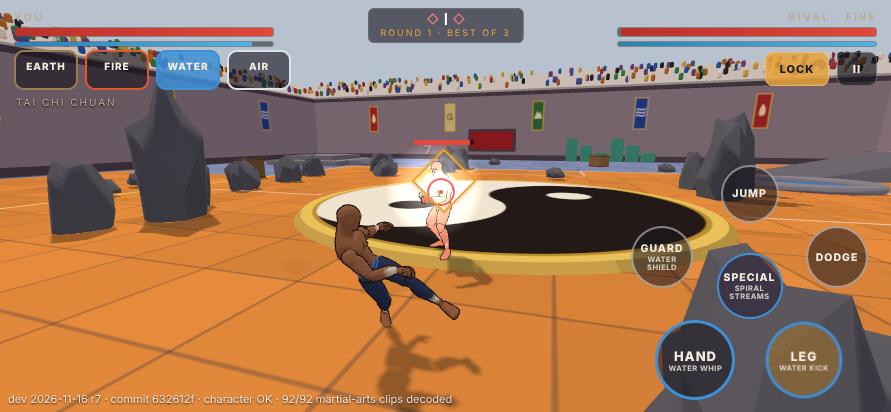 YOU
ROUND 1 · BEST OF 3
RIVAL · FIRE
EARTH
FIRE
WATER
AIR
LOCK
TAI CHI CHUAN
7
JUMP
GUARD
WATER
SHIELD
DODGE
SPECIAL
SPIRAL
STREAMS
HAND
WATER WHIP
LEG
WATER KICK
dev 2026-11-16 r7 · commit 632612f · character OK · 92/92 martial-arts clips decoded